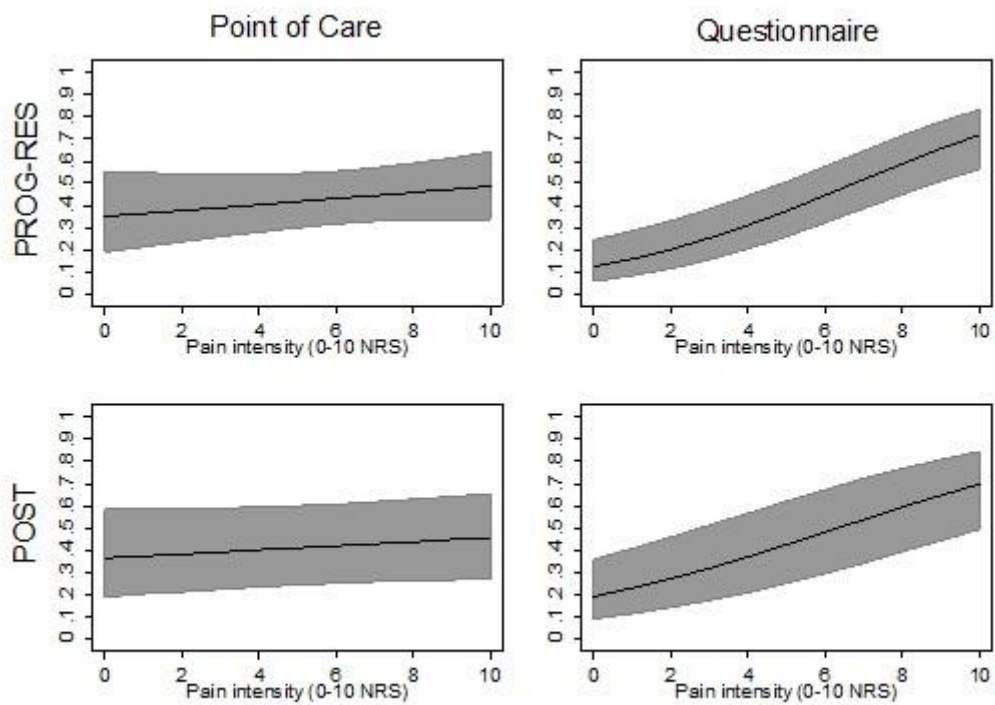 Point of Care
Questionnaire
PROG-RES
0 .1 .2 .3 .4 .5 .6 .7 .8 .9 1
0 2 4 6 8 10
Pain intensity (0-10 NRS)
0 .1 .2 .3 .4 .5 .6 .7 .8 .9 1
0 2 4 6 8 10
Pain intensity (0-10 NRS)
POST
0 .1 .2 .3 .4 .5 .6 .7 .8 .9 1
0 2 4 6 8 10
Pain intensity (0-10 NRS)
0 .1 .2 .3 .4 .5 .6 .7 .8 .9 1
0 2 4 6 8 10
Pain intensity (0-10 NRS)